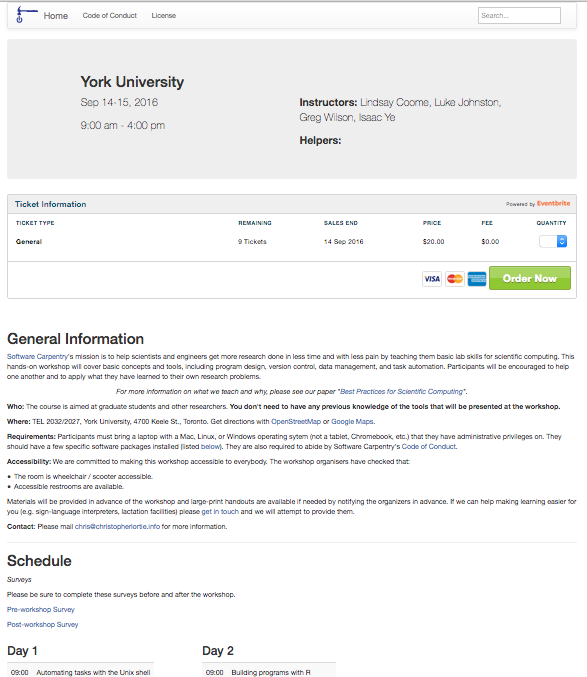 Home Code of Conduct License Search...
York University
Sep 14-15, 2016
9:00 am - 4:00 pm
Instructors: Lindsay Coome, Luke Johnston,
Greg Wilson, Isaac Ye
Helpers:
Ticket Information Powered by Eventbrite
TICKET TYPE REMAINING SALES END PRICE FEE QUANTITY
General 9 Tickets 14 Sep 2016 $20.00 $0.00
VISA MasterCard AMERICAN EXPRESS Order Now
General Information
Software Carpentry's mission is to help scientists and engineers get more research done in less time and with less pain by teaching them basic lab skills for scientific computing. This
hands-on workshop will cover basic concepts and tools, including program design, version control, data management, and task automation. Participants will be encouraged to help
one another and to apply what they have learned to their own research problems.
For more information on what we teach and why, please see our paper "Best Practices for Scientific Computing".
Who: The course is aimed at graduate students and other researchers. You don't need to have any previous knowledge of the tools that will be presented at the workshop.
Where: TEL 2032/2027, York University, 4700 Keele St., Toronto. Get directions with OpenStreetMap or Google Maps.
Requirements: Participants must bring a laptop with a Mac, Linux, or Windows operating sytem (not a tablet, Chromebook, etc.) that they have administrative privileges on. They
should have a few specific software packages installed (listed below). They are also required to abide by Software Carpentry's Code of Conduct.
Accessibility: We are committed to making this workshop accessible to everybody. The workshop organisers have checked that:
• The room is wheelchair / scooter accessible.
• Accessible restrooms are available.
Materials will be provided in advance of the workshop and large-print handouts are available if needed by notifying the organizers in advance. If we can help making learning easier for
you (e.g. sign-language interpreters, lactation facilities) please get in touch and we will attempt to provide them.
Contact: Please mail chris@christopherlortie.info for more information.
Schedule
Surveys
Please be sure to complete these surveys before and after the workshop.
Pre-workshop Survey
Post-workshop Survey
Day 1 Day 2
09:00 Automating tasks with the Unix shell 09:00 Building programs with R